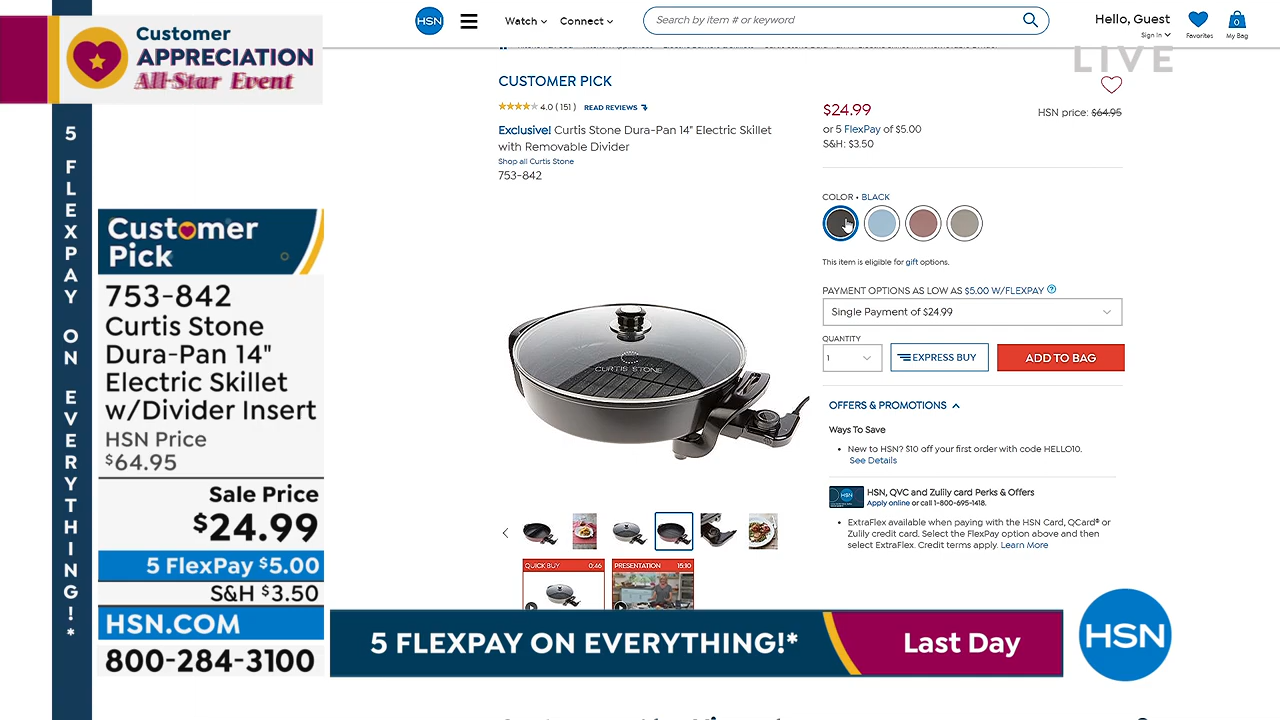 Customer
APPRECIATION
All-Star Event
5 FLEXPAY ON EVERYTHING!*
Customer
Pick
753-842
Curtis Stone
Dura-Pan 14"
Electric Skillet
w/Divider Insert
HSN Price
$64.95
Sale Price
$24.99
5 FlexPay $5.00
S&H $3.50
HSN.COM
800-284-3100
HSN
Watch
Connect
Search by item # or keyword
Hello, Guest
Sign In
Favorites
0
My Bag
LIVE
CUSTOMER PICK
4.0 (151) READ REVIEWS
Exclusive! Curtis Stone Dura-Pan 14" Electric Skillet
with Removable Divider
Shop all Curtis Stone
753-842
CURTIS STONE
QUICK BUY 0:46
PRESENTATION 15:10
$24.99
HSN price: $64.95
or 5 FlexPay of $5.00
S&H: $3.50
COLOR • BLACK
This item is eligible for gift options.
PAYMENT OPTIONS AS LOW AS $5.00 W/FLEXPAY ?
Single Payment of $24.99
QUANTITY
1
EXPRESS BUY
ADD TO BAG
OFFERS & PROMOTIONS
Ways To Save
• New to HSN? $10 off your first order with code HELLO10.
See Details
HSN
HSN, QVC and Zulily card Perks & Offers
Apply online or call 1-800-695-1418.
• ExtraFlex available when paying with the HSN Card, QCard® or
Zulily credit card. Select the FlexPay option above and then
select ExtraFlex. Credit terms apply. Learn More
5 FLEXPAY ON EVERYTHING!*
Last Day
HSN